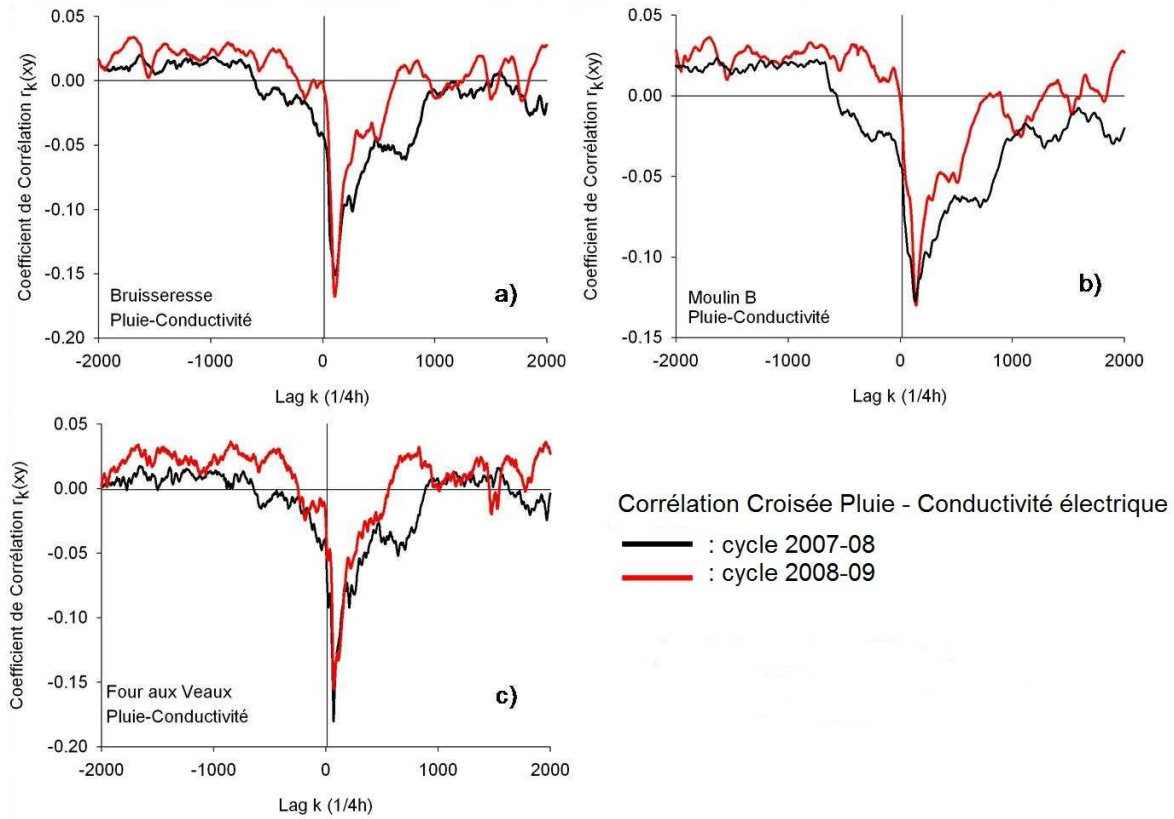 0.05
0.00
-0.05
-0.10
-0.15
-0.20
Coefficient de Corrélation rk(xy)
Bruisseresse
Pluie-Conductivité
a)
-2000 -1000 0 1000 2000
Lag k (1/4h)
0.05
0.00
-0.05
-0.10
-0.15
Coefficient de Corrélation rk(xy)
Moulin B
Pluie-Conductivité
b)
-2000 -1000 0 1000 2000
Lag k (1/4h)
0.05
0.00
-0.05
-0.10
-0.15
-0.20
Coefficient de Corrélation rk(xy)
Four aux Veaux
Pluie-Conductivité
c)
-2000 -1000 0 1000 2000
Lag k (1/4h)
Corrélation Croisée Pluie - Conductivité électrique
: cycle 2007-08
: cycle 2008-09